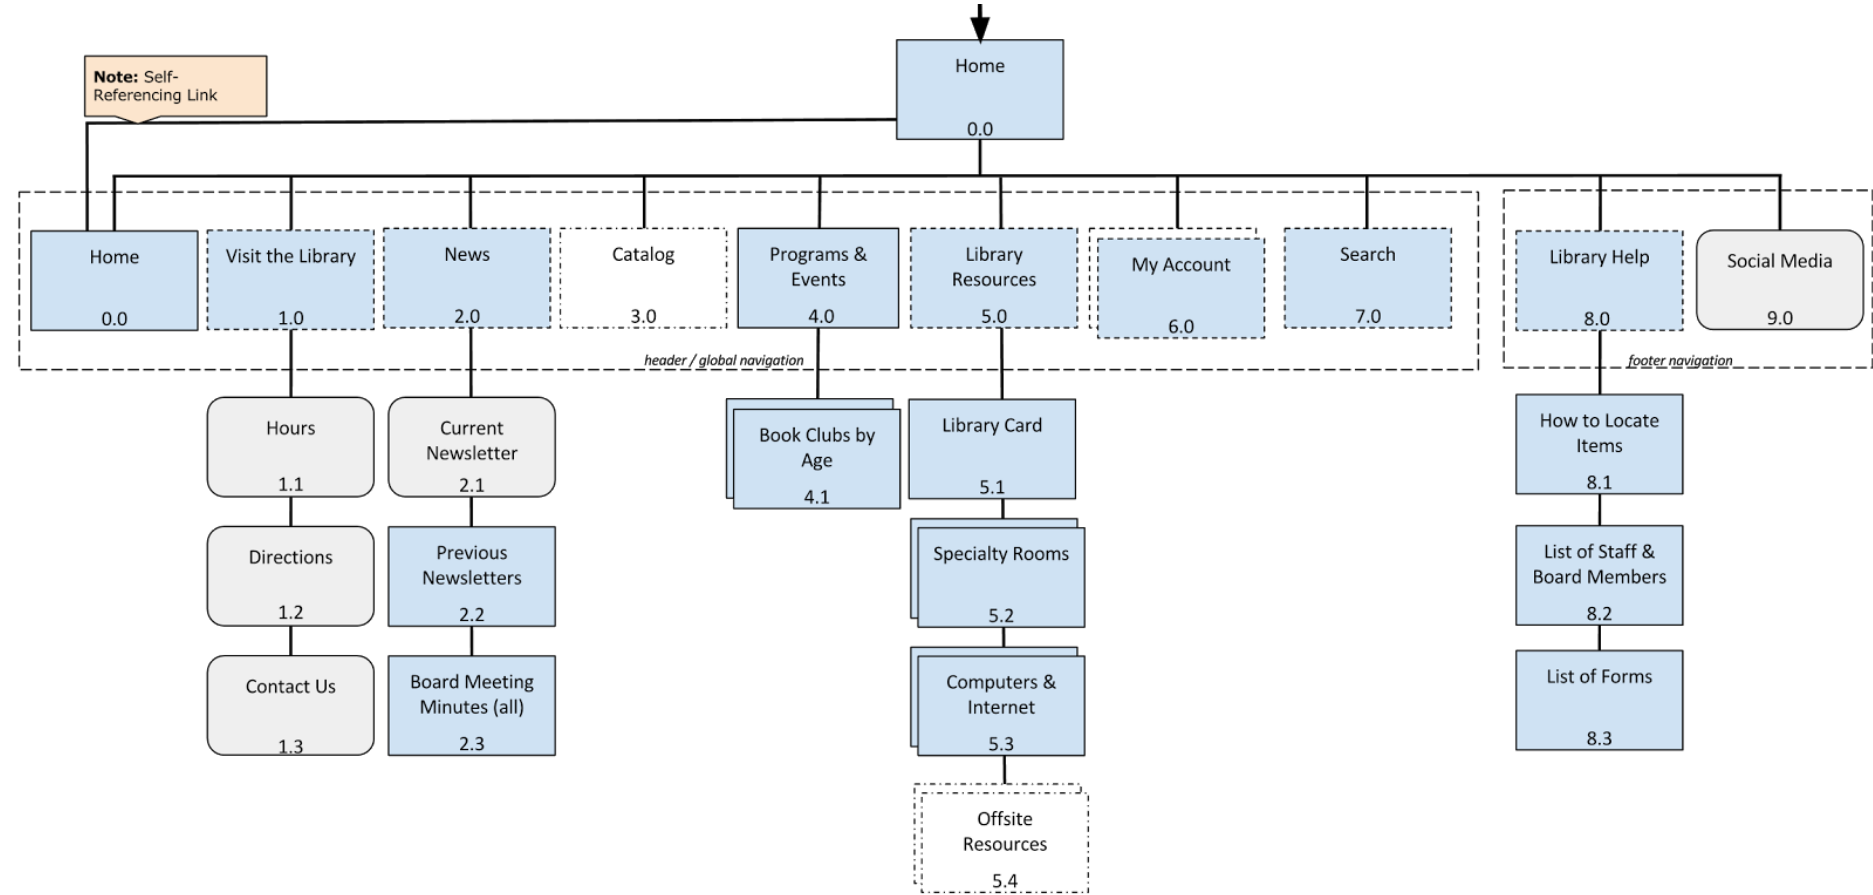 Home
0.0
Note: Self-
Referencing Link
Home
0.0
Visit the Library
1.0
News
2.0
Catalog
3.0
Programs &
Events
4.0
Library
Resources
5.0
My Account
6.0
Search
7.0
header / global navigation
Library Help
8.0
Social Media
9.0
footer navigation
Hours
1.1
Directions
1.2
Contact Us
1.3
Current
Newsletter
2.1
Previous
Newsletters
2.2
Board Meeting
Minutes (all)
2.3
Book Clubs by
Age
4.1
Library Card
5.1
Specialty Rooms
5.2
Computers &
Internet
5.3
Offsite
Resources
5.4
How to Locate
Items
8.1
List of Staff &
Board Members
8.2
List of Forms
8.3